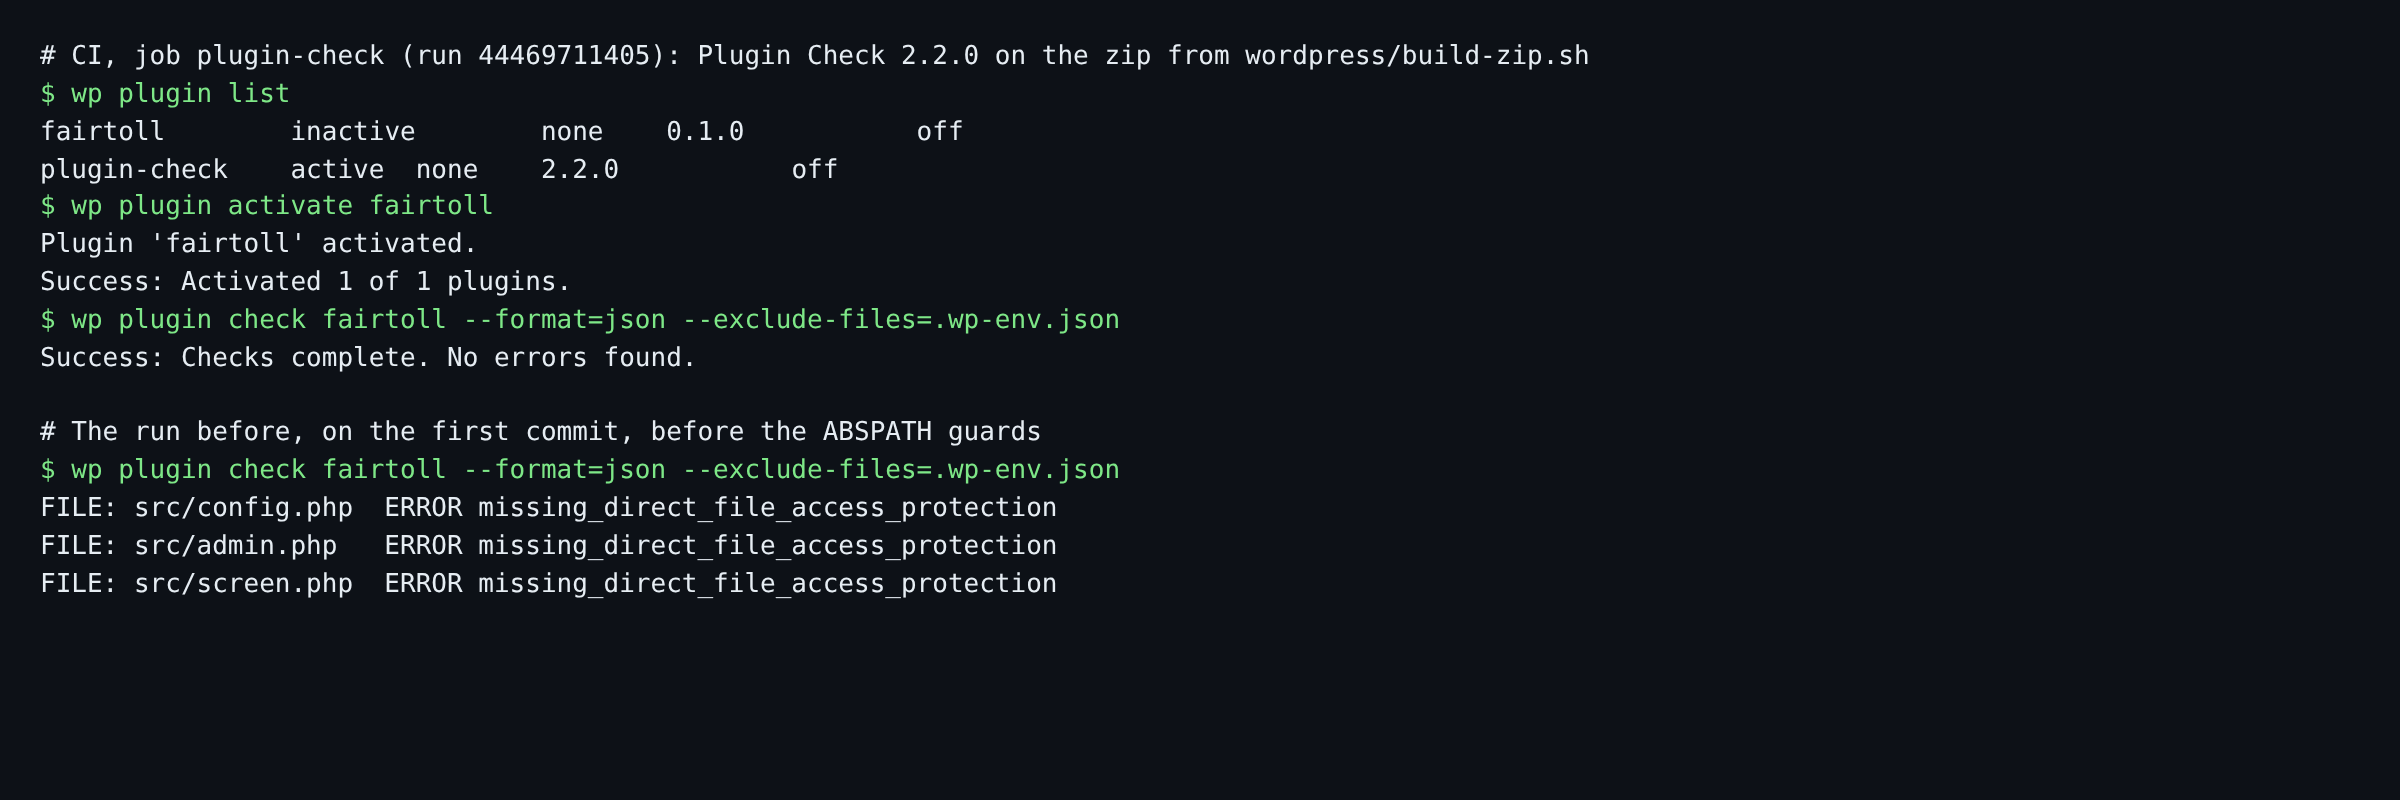 # CI, job plugin-check (run 44469711405): Plugin Check 2.2.0 on the zip from wordpress/build-zip.sh
$ wp plugin list
fairtoll        inactive        none    0.1.0           off
plugin-check    active  none    2.2.0           off
$ wp plugin activate fairtoll
Plugin 'fairtoll' activated.
Success: Activated 1 of 1 plugins.
$ wp plugin check fairtoll --format=json --exclude-files=.wp-env.json
Success: Checks complete. No errors found.

# The run before, on the first commit, before the ABSPATH guards
$ wp plugin check fairtoll --format=json --exclude-files=.wp-env.json
FILE: src/config.php  ERROR missing_direct_file_access_protection
FILE: src/admin.php   ERROR missing_direct_file_access_protection
FILE: src/screen.php  ERROR missing_direct_file_access_protection